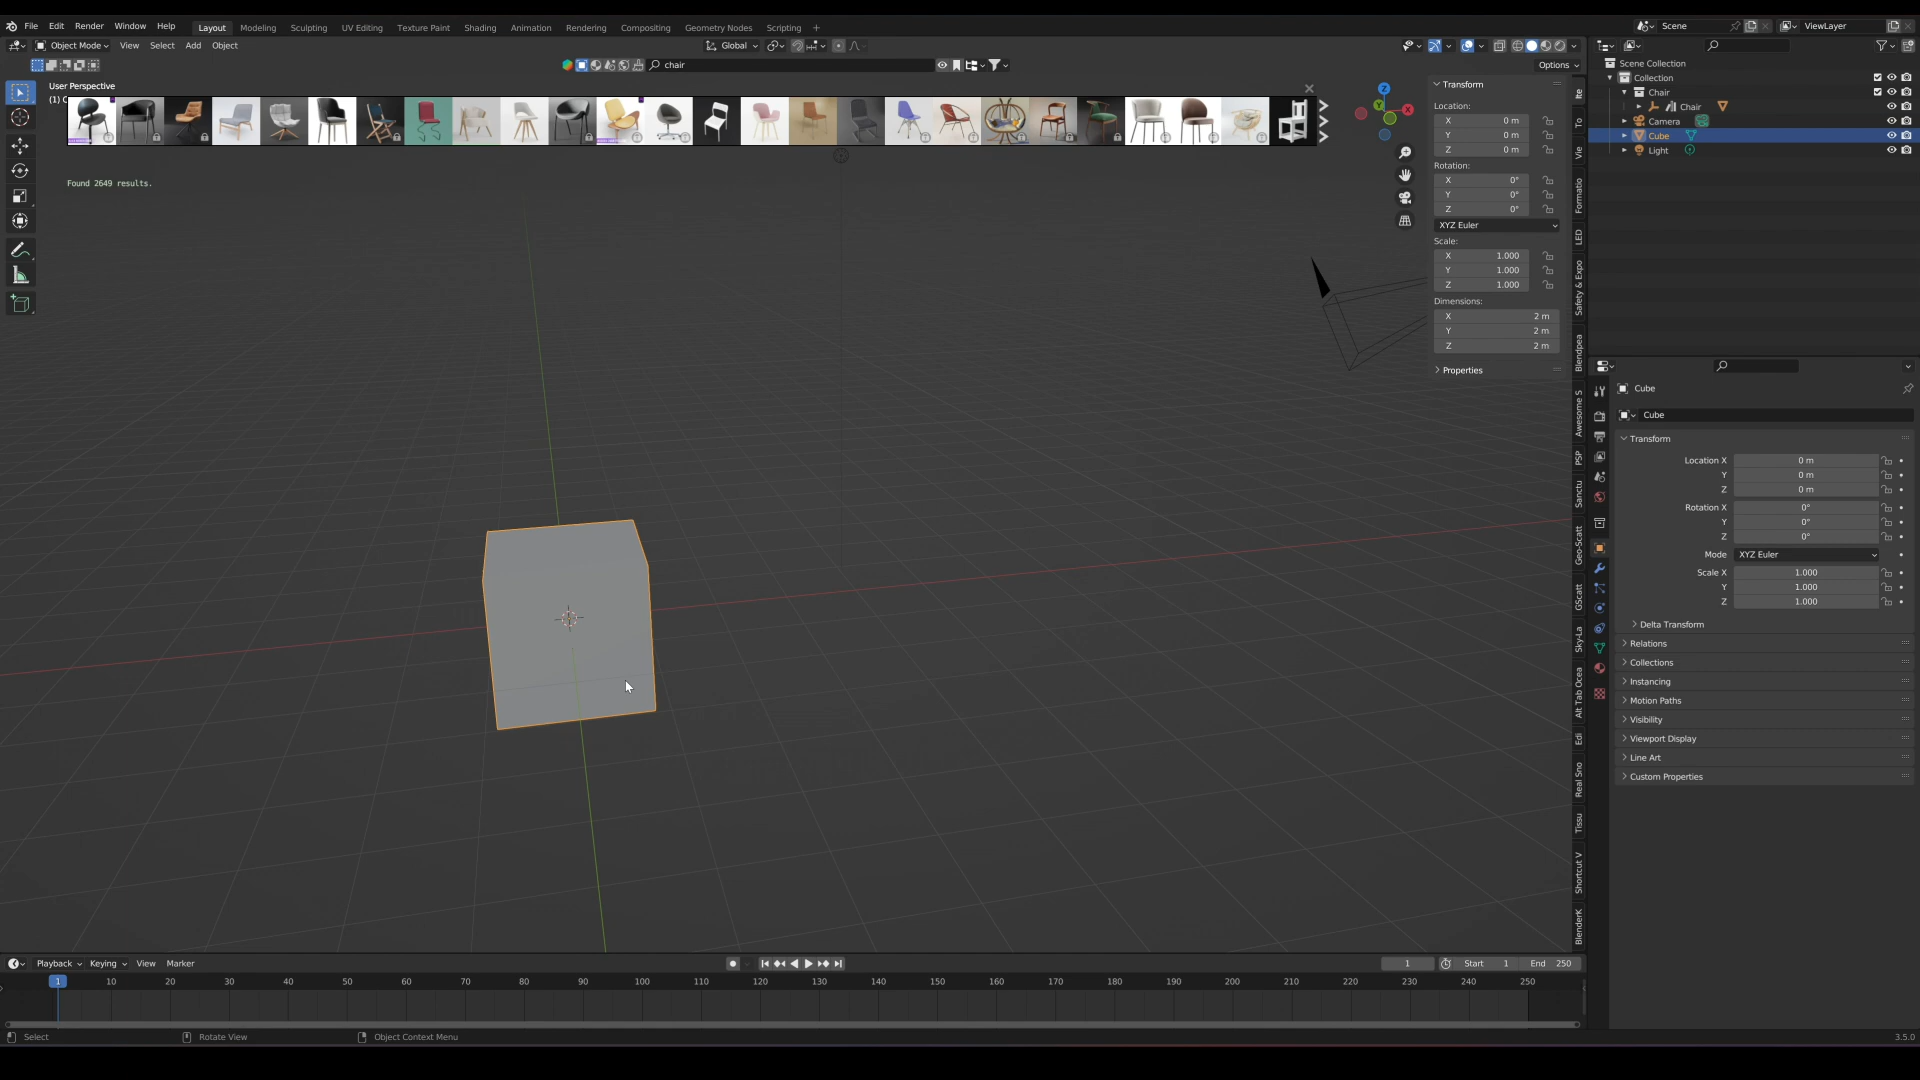 File Edit Render Window Help Layout Modeling Sculpting UV Editing Texture Paint Shading Animation Rendering Compositing Geometry Nodes Scripting + Scene ViewLayer
Object Mode View Select Add Object Global
chair Options
User Perspective
(1) C
Found 2649 results.
Transform
Location:
X 0 m
Y 0 m
Z 0 m
Rotation:
X 0°
Y 0°
Z 0°
XYZ Euler
Scale:
X 1.000
Y 1.000
Z 1.000
Dimensions:
X 2 m
Y 2 m
Z 2 m
Properties
Z
Y
X
Ite
To
Vie
Formatio
LED
Safety & Expo
Blendpea
Awesome S
PSP
Sanctu
Geo-Scatt
GScatt
Sky-La
Alt Tab Ocea
Edi
Real Sno
Tissu
Shortcut V
BlenderK
Scene Collection
Collection
Chair
Chair
Camera
Cube
Light
Cube
Cube
Transform
Location X 0 m
Y 0 m
Z 0 m
Rotation X 0°
Y 0°
Z 0°
Mode XYZ Euler
Scale X 1.000
Y 1.000
Z 1.000
Delta Transform
Relations
Collections
Instancing
Motion Paths
Visibility
Viewport Display
Line Art
Custom Properties
Playback Keying View Marker 1 Start 1 End 250
1 10 20 30 40 50 60 70 80 90 100 110 120 130 140 150 160 170 180 190 200 210 220 230 240 250
Select Rotate View Object Context Menu 3.5.0